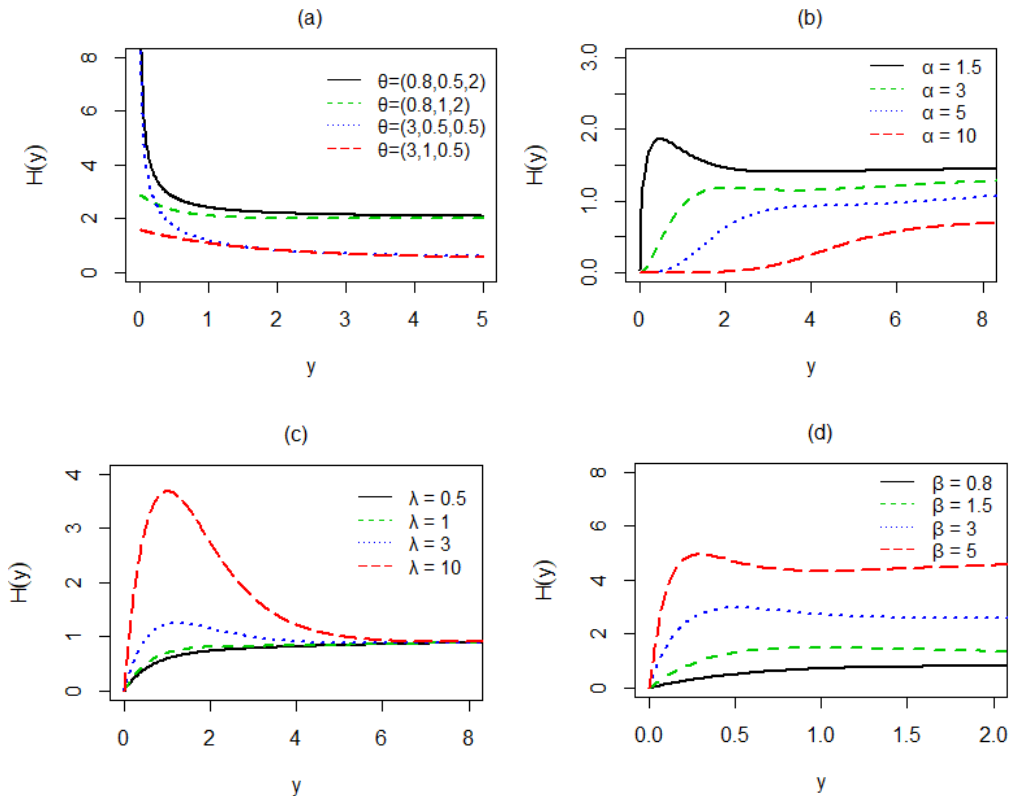 (a)
H(y)
8
6
4
2
0
θ=(0.8,0.5,2)
θ=(0.8,1,2)
θ=(3,0.5,0.5)
θ=(3,1,0.5)
0 1 2 3 4 5
y
(b)
H(y)
3.0
2.0
1.0
0.0
α = 1.5
α = 3
α = 5
α = 10
0 2 4 6 8
y
(c)
H(y)
4
3
2
1
0
λ = 0.5
λ = 1
λ = 3
λ = 10
0 2 4 6 8
y
(d)
H(y)
8
6
4
2
0
β = 0.8
β = 1.5
β = 3
β = 5
0.0 0.5 1.0 1.5 2.0
y